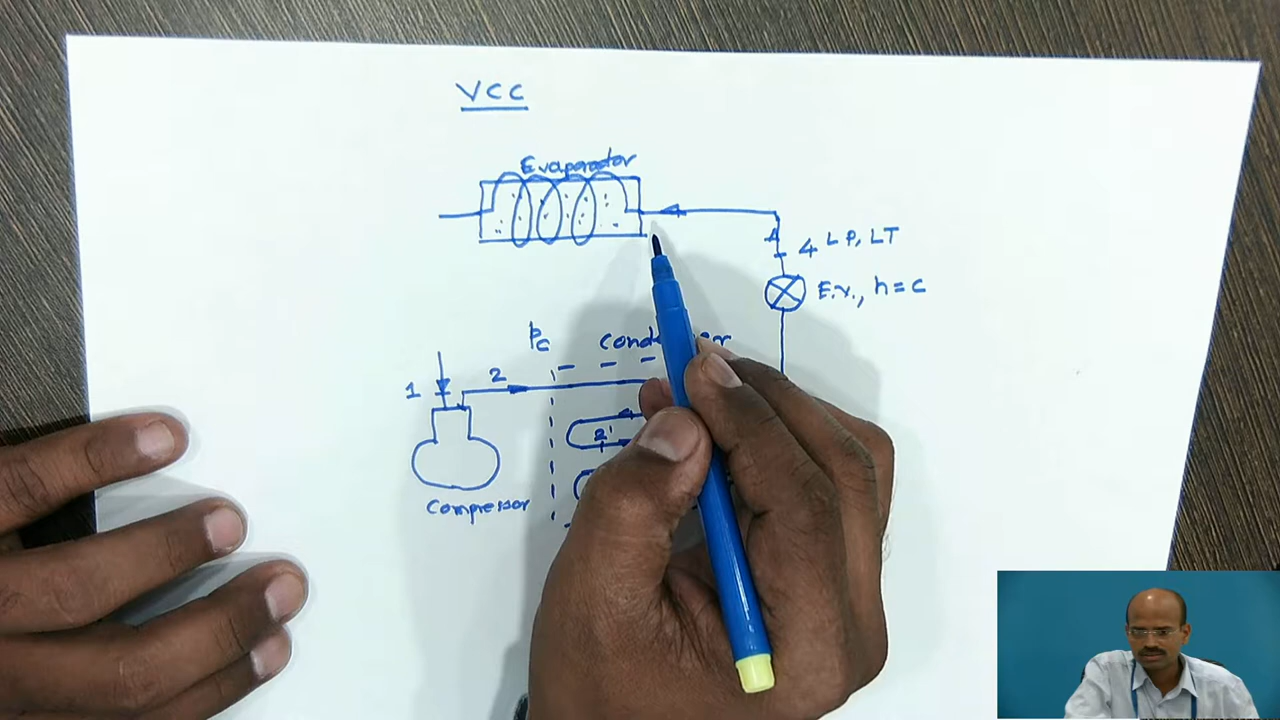 VCC
Evaporator
4 LP, LT
E.V., h = c
Pc
1
2
2'
Compressor